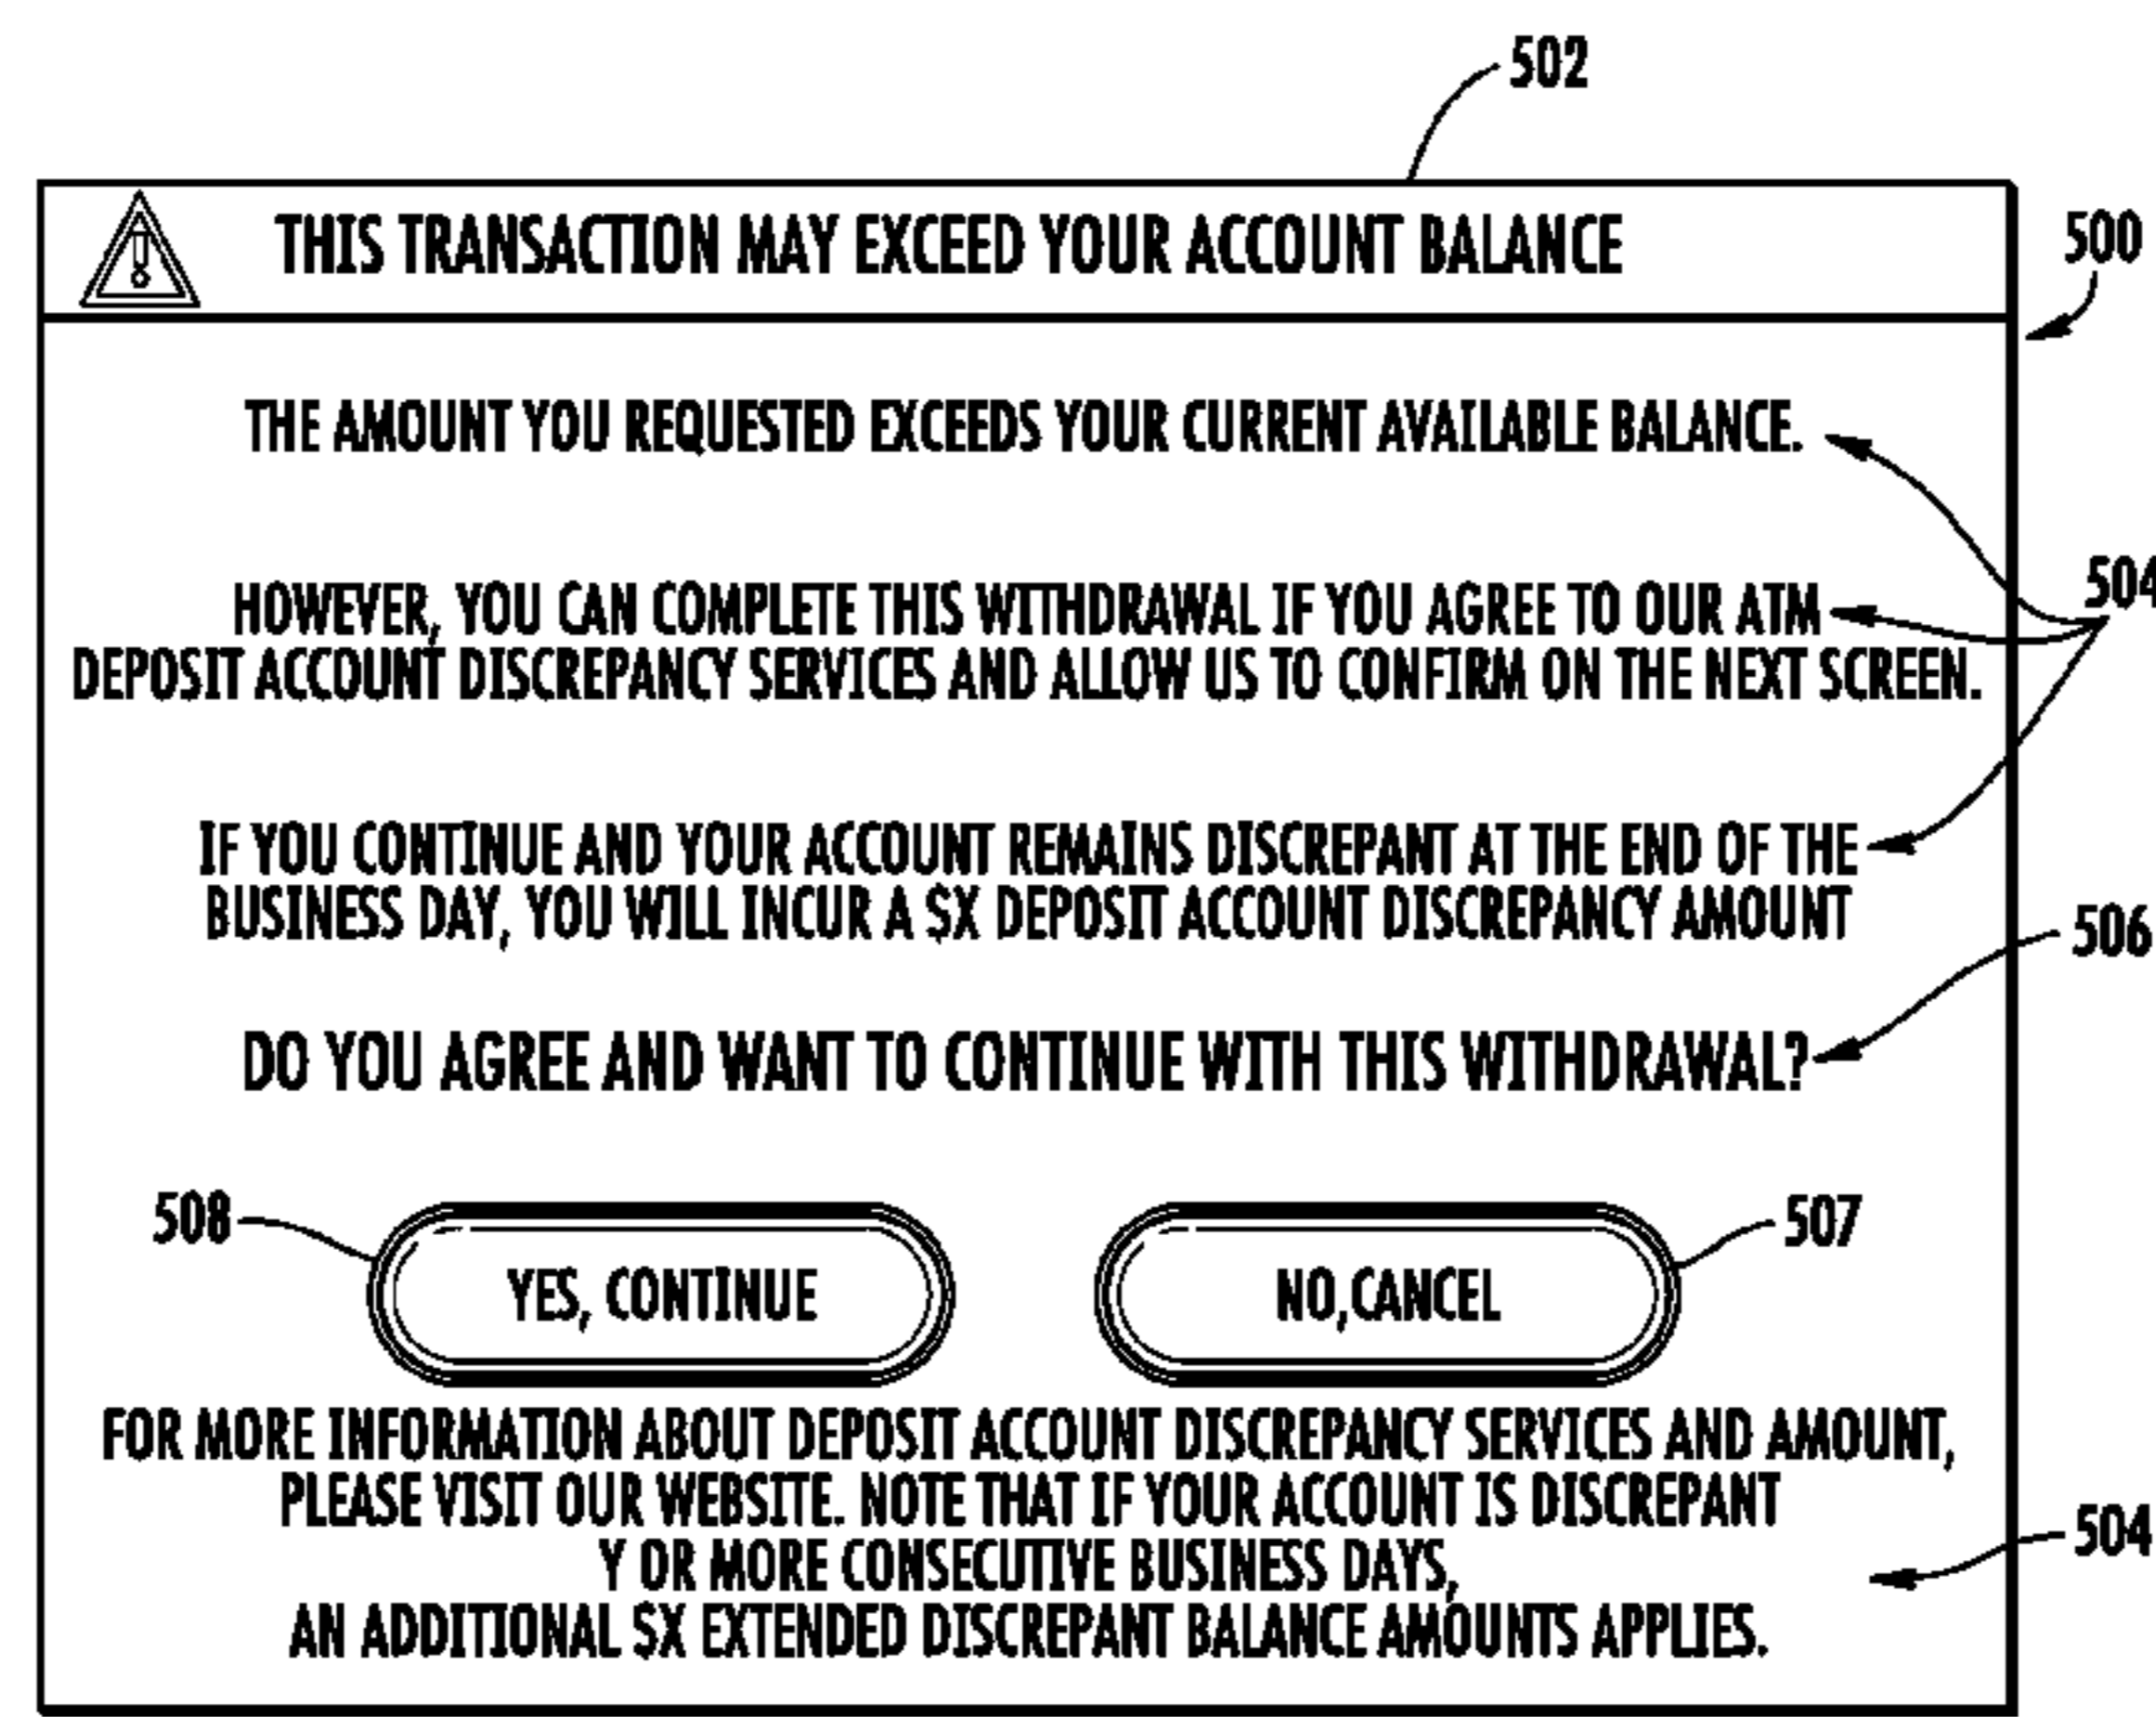 502
THIS TRANSACTION MAY EXCEED YOUR ACCOUNT BALANCE
500
THE AMOUNT YOU REQUESTED EXCEEDS YOUR CURRENT AVAILABLE BALANCE.
504
HOWEVER, YOU CAN COMPLETE THIS WITHDRAWAL IF YOU AGREE TO OUR ATM
DEPOSIT ACCOUNT DISCREPANCY SERVICES AND ALLOW US TO CONFIRM ON THE NEXT SCREEN.
IF YOU CONTINUE AND YOUR ACCOUNT REMAINS DISCREPANT AT THE END OF THE
BUSINESS DAY, YOU WILL INCUR A $X DEPOSIT ACCOUNT DISCREPANCY AMOUNT
506
DO YOU AGREE AND WANT TO CONTINUE WITH THIS WITHDRAWAL?
508
507
YES, CONTINUE
NO,CANCEL
FOR MORE INFORMATION ABOUT DEPOSIT ACCOUNT DISCREPANCY SERVICES AND AMOUNT,
PLEASE VISIT OUR WEBSITE. NOTE THAT IF YOUR ACCOUNT IS DISCREPANT
504
Y OR MORE CONSECUTIVE BUSINESS DAYS,
AN ADDITIONAL $X EXTENDED DISCREPANT BALANCE AMOUNTS APPLIES.